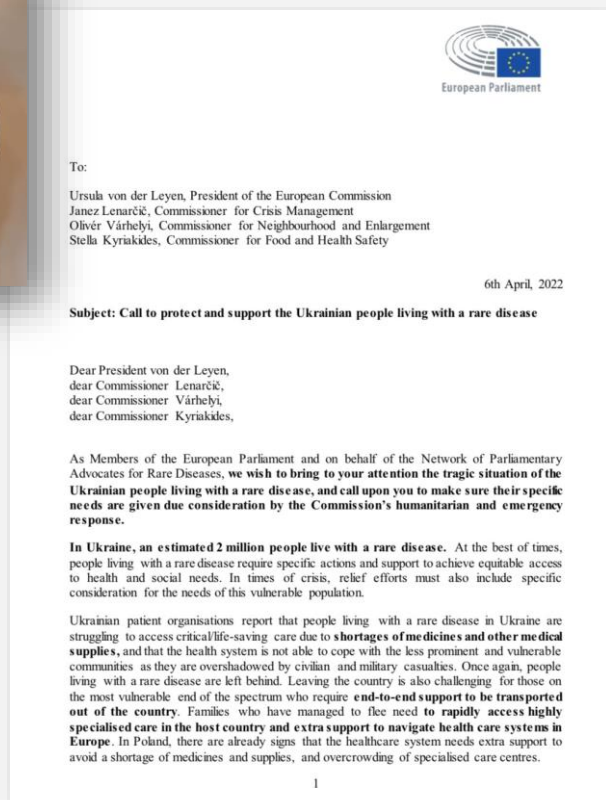 European Parliament
To:
Ursula von der Leyen, President of the European Commission
Janez Lenarčič, Commissioner for Crisis Management
Olivér Várhelyi, Commissioner for Neighbourhood and Enlargement
Stella Kyriakides, Commissioner for Food and Health Safety
6th April, 2022
Subject: Call to protect and support the Ukrainian people living with a rare disease
Dear President von der Leyen,
dear Commissioner Lenarčič,
dear Commissioner Várhelyi,
dear Commissioner Kyriakides,
As Members of the European Parliament and on behalf of the Network of Parliamentary
Advocates for Rare Diseases, we wish to bring to your attention the tragic situation of the
Ukrainian people living with a rare disease, and call upon you to make sure their specific
needs are given due consideration by the Commission's humanitarian and emergency
response.
In Ukraine, an estimated 2 million people live with a rare disease. At the best of times,
people living with a rare disease require specific actions and support to achieve equitable access
to health and social needs. In times of crisis, relief efforts must also include specific
consideration for the needs of this vulnerable population.
Ukrainian patient organisations report that people living with a rare disease in Ukraine are
struggling to access critical/life-saving care due to shortages of medicines and other medical
supplies, and that the health system is not able to cope with the less prominent and vulnerable
communities as they are overshadowed by civilian and military casualties. Once again, people
living with a rare disease are left behind. Leaving the country is also challenging for those on
the most vulnerable end of the spectrum who require end-to-end support to be transported
out of the country. Families who have managed to flee need to rapidly access highly
specialised care in the host country and extra support to navigate health care systems in
Europe. In Poland, there are already signs that the healthcare system needs extra support to
avoid a shortage of medicines and supplies, and overcrowding of specialised care centres.
1